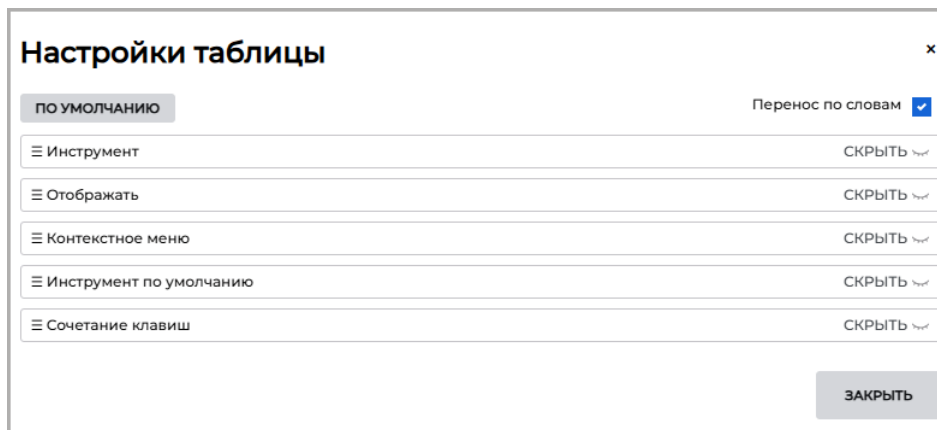 Настройки таблицы
×
ПО УМОЛЧАНИЮ
Перенос по словам
☰ Инструмент СКРЫТЬ
☰ Отображать СКРЫТЬ
☰ Контекстное меню СКРЫТЬ
☰ Инструмент по умолчанию СКРЫТЬ
☰ Сочетание клавиш СКРЫТЬ
ЗАКРЫТЬ